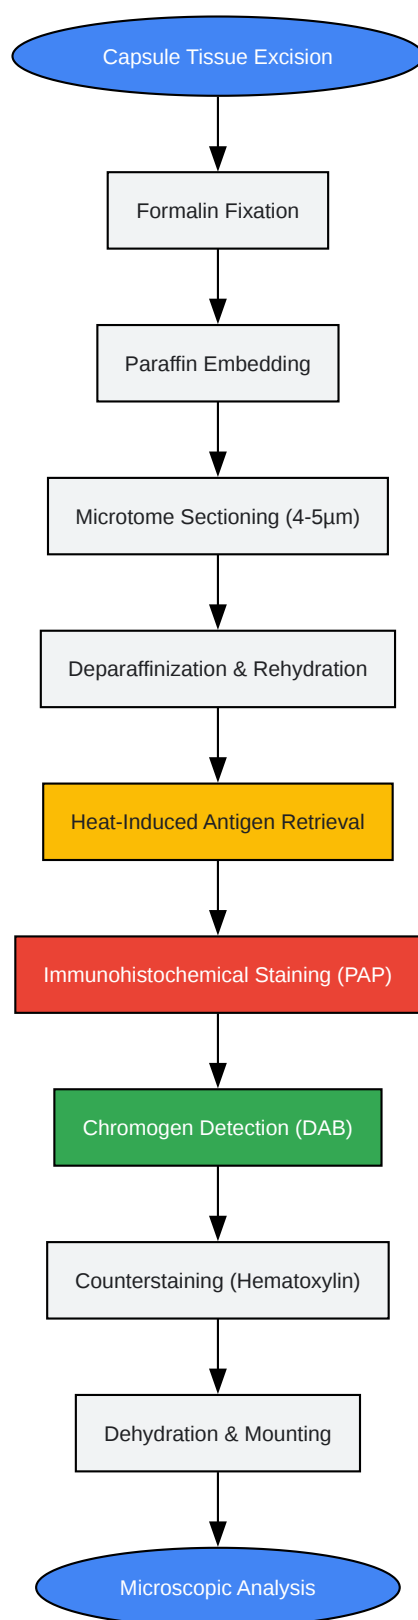 Capsule Tissue Excision
Formalin Fixation
Paraffin Embedding
Microtome Sectioning (4-5µm)
Deparaffinization & Rehydration
Heat-Induced Antigen Retrieval
Immunohistochemical Staining (PAP)
Chromogen Detection (DAB)
Counterstaining (Hematoxylin)
Dehydration & Mounting
Microscopic Analysis